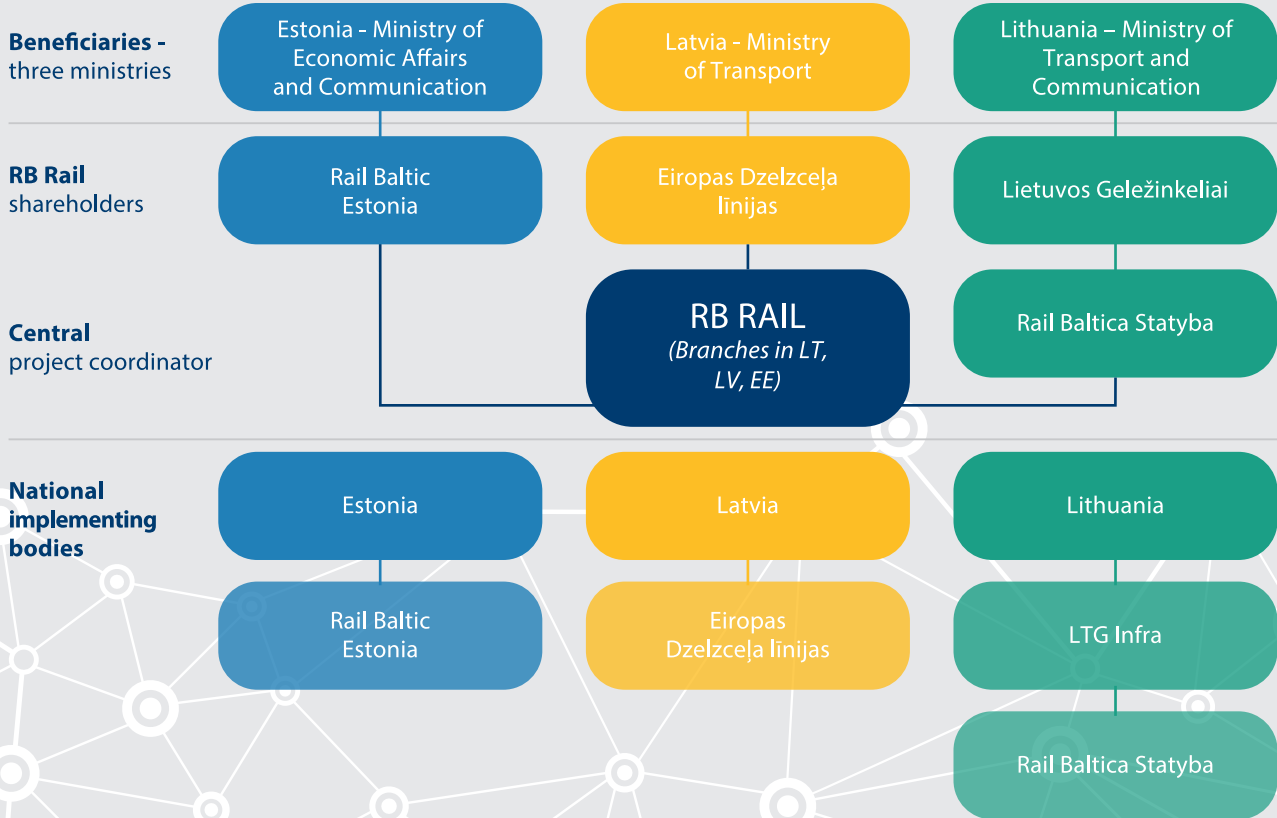 Beneficiaries -
three ministries
Estonia - Ministry of
Economic Affairs
and Communication
Latvia - Ministry
of Transport
Lithuania – Ministry of
Transport and
Communication
RB Rail
shareholders
Rail Baltic
Estonia
Eiropas Dzelzceļa
līnijas
Lietuvos Geležinkeliai
Central
project coordinator
RB RAIL
(Branches in LT,
LV, EE)
Rail Baltica Statyba
National
implementing
bodies
Estonia
Latvia
Lithuania
Rail Baltic
Estonia
Eiropas
Dzelzceļa līnijas
LTG Infra
Rail Baltica Statyba